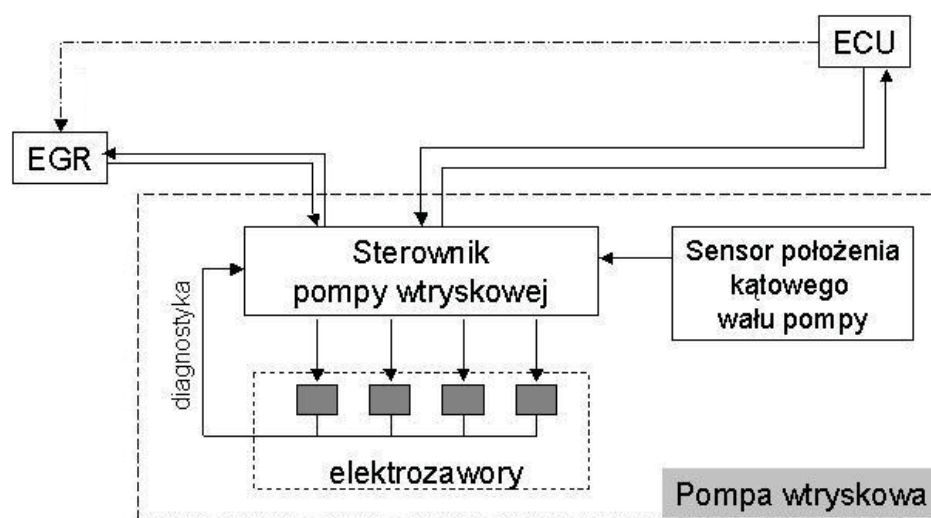 ECU
EGR
Sterownik
pompy wtryskowej
Sensor położenia
kątowego
wału pompy
diagnostyka
elektrozawory
Pompa wtryskowa